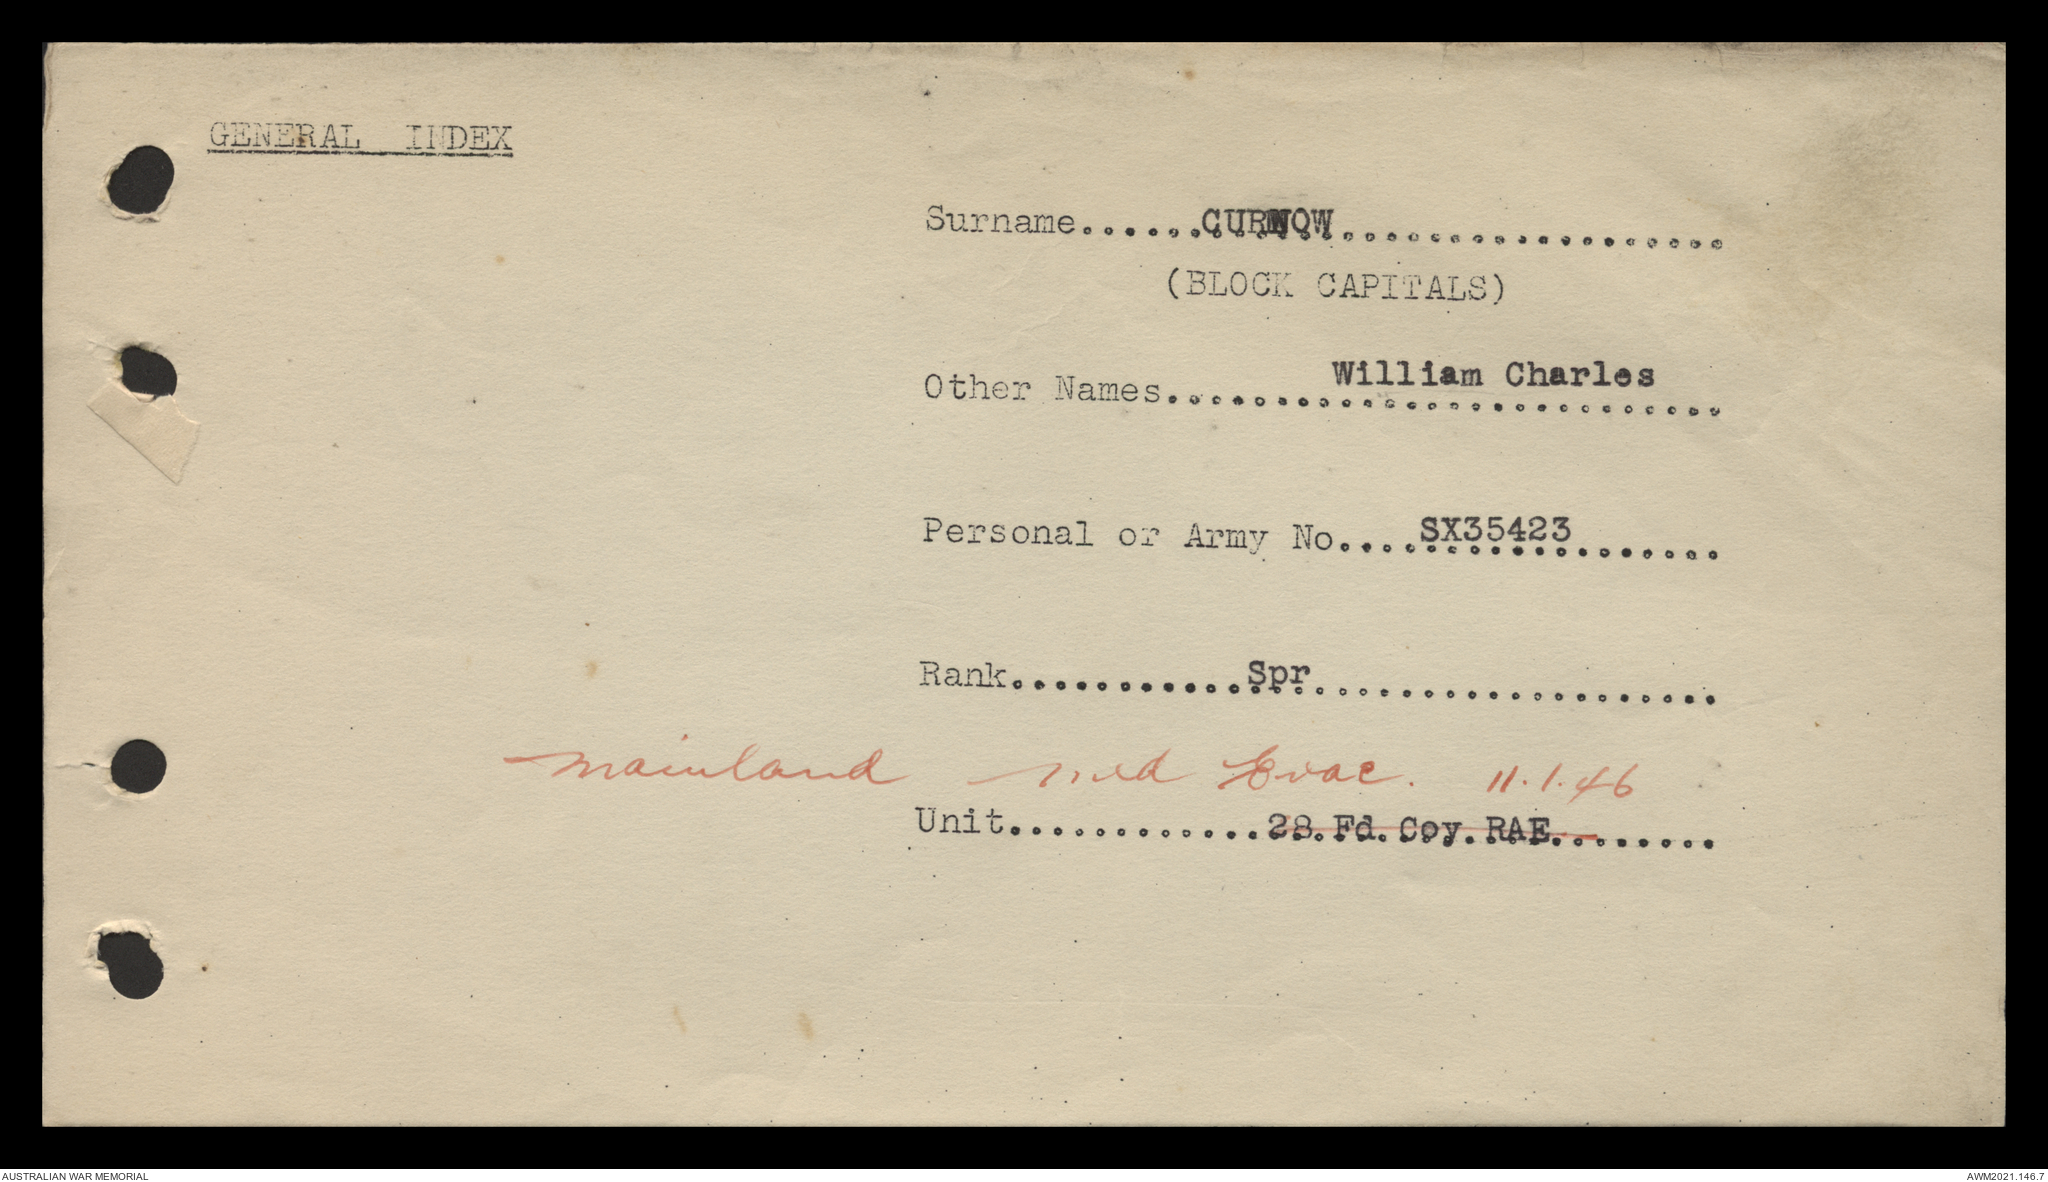 GENERAL INDEX
Surname......CURNOW..................
(BLOCK CAPITALS)
Other Names..........William Charles...
Personal or Army No....SX35423.......
Rank...........Spr...................
Mainland Med Evac. 11.1.46
Unit............28 Fd Coy RAE........
AUSTRALIAN WAR MEMORIAL
AWM2021.146.7